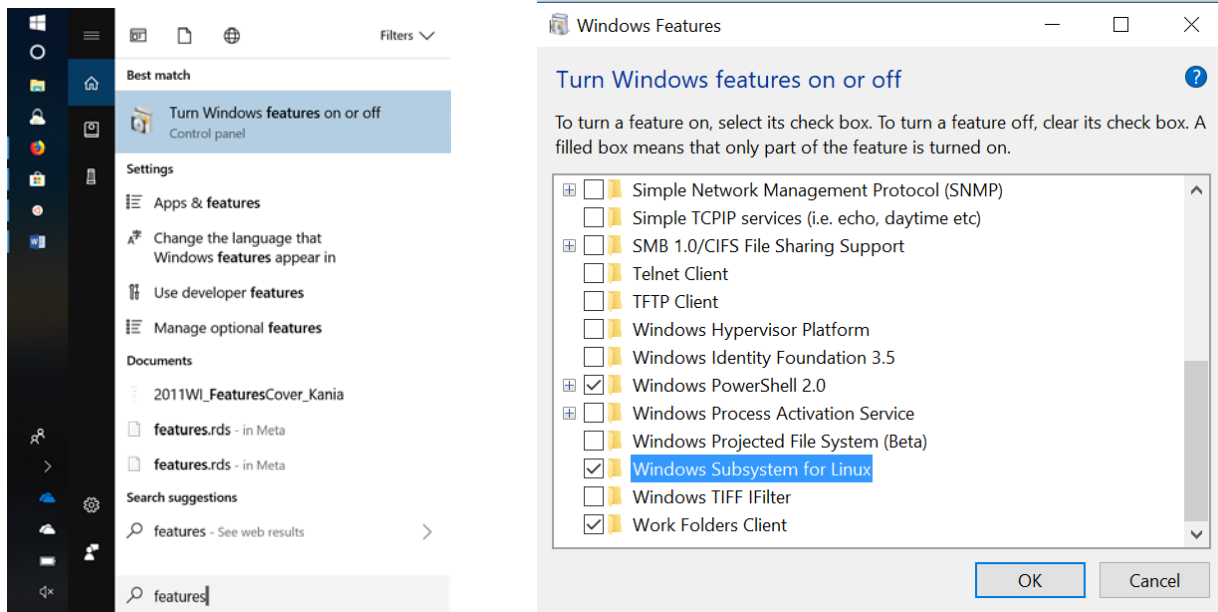 Filters
Best match
Turn Windows features on or off
Control panel
Settings
Apps & features
Change the language that
Windows features appear in
Use developer features
Manage optional features
Documents
2011WI_FeaturesCover_Kania
features.rds - in Meta
features.rds - in Meta
Search suggestions
features - See web results
features
Windows Features
Turn Windows features on or off
To turn a feature on, select its check box. To turn a feature off, clear its check box. A
filled box means that only part of the feature is turned on.
Simple Network Management Protocol (SNMP)
Simple TCPIP services (i.e. echo, daytime etc)
SMB 1.0/CIFS File Sharing Support
Telnet Client
TFTP Client
Windows Hypervisor Platform
Windows Identity Foundation 3.5
Windows PowerShell 2.0
Windows Process Activation Service
Windows Projected File System (Beta)
Windows Subsystem for Linux
Windows TIFF IFilter
Work Folders Client
OK
Cancel